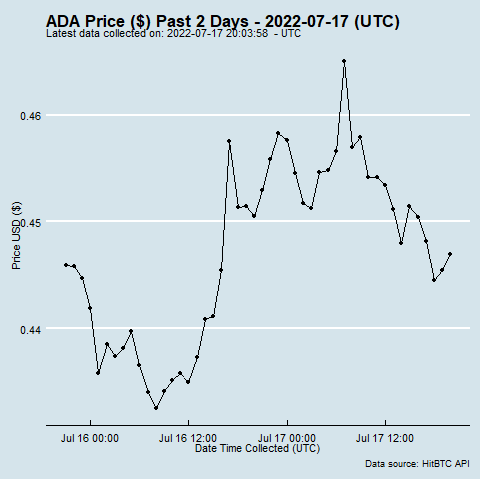 ADA Price ($) Past 2 Days - 2022-07-17 (UTC)
Latest data collected on: 2022-07-17 20:03:58 - UTC
0.46
0.45
0.44
Price USD ($)
Jul 16 00:00 Jul 16 12:00 Jul 17 00:00 Jul 17 12:00
Date Time Collected (UTC)
Data source: HitBTC API